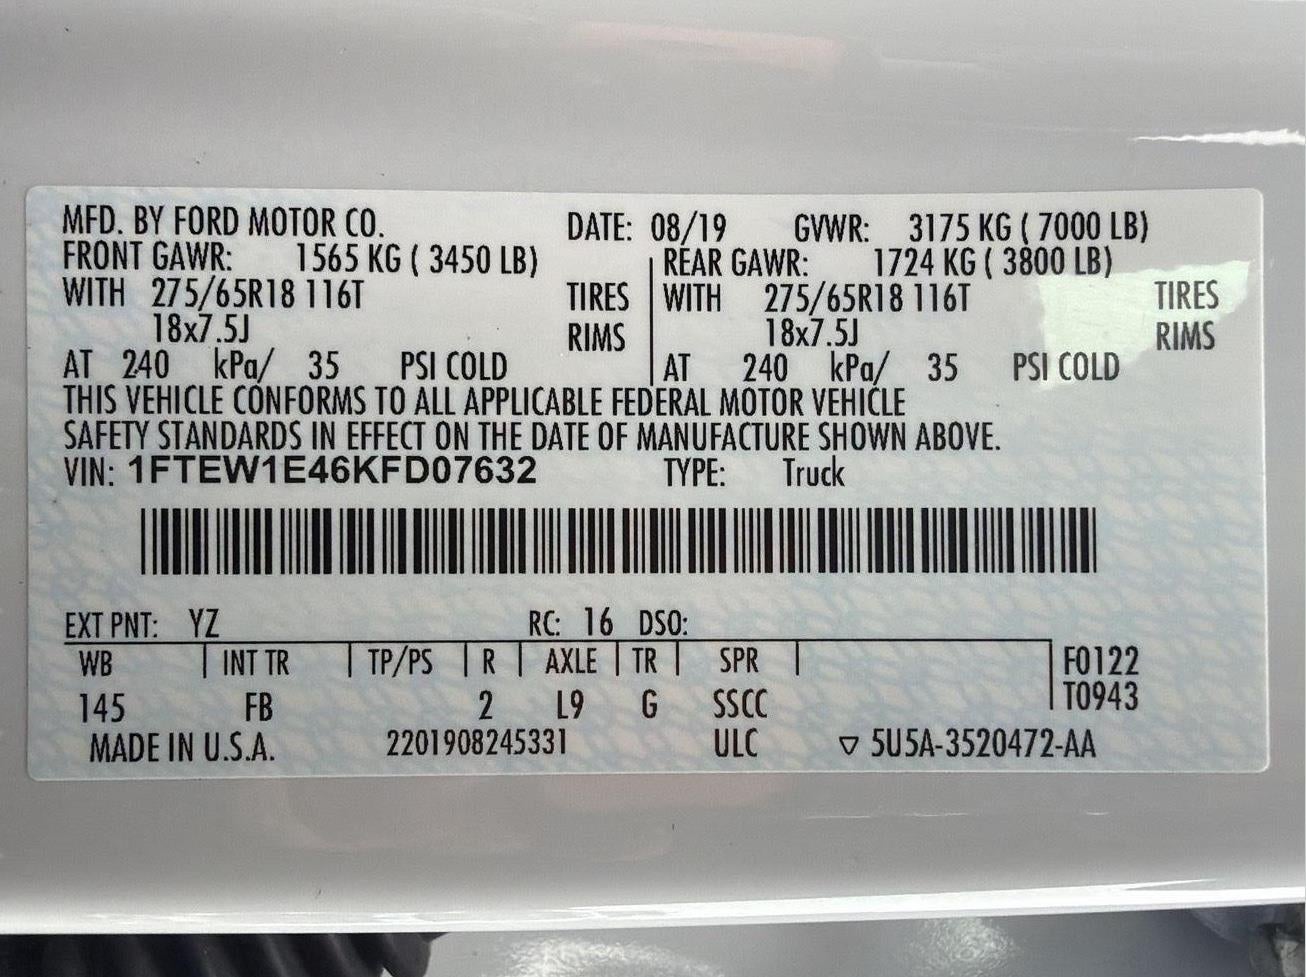 MFD. BY FORD MOTOR CO. DATE: 08/19 GVWR: 3175 KG ( 7000 LB)
FRONT GAWR: 1565 KG ( 3450 LB) REAR GAWR: 1724 KG ( 3800 LB)
WITH 275/65R18 116T TIRES WITH 275/65R18 116T TIRES
18x7.5J RIMS 18x7.5J RIMS
AT 240 kPa/ 35 PSI COLD AT 240 kPa/ 35 PSI COLD
THIS VEHICLE CONFORMS TO ALL APPLICABLE FEDERAL MOTOR VEHICLE
SAFETY STANDARDS IN EFFECT ON THE DATE OF MANUFACTURE SHOWN ABOVE.
VIN: 1FTEW1E46KFD07632 TYPE: Truck
EXT PNT: YZ RC: 16 DSO:
WB INT TR TP/PS R AXLE TR SPR F0122
145 FB 2 L9 G SSCC T0943
MADE IN U.S.A. 2201908245331 ULC ▽ 5U5A-3520472-AA